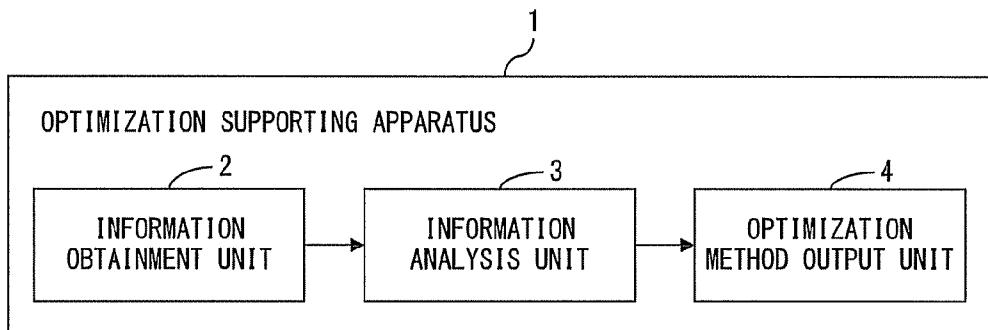 1
OPTIMIZATION SUPPORTING APPARATUS
2
3
4
INFORMATION
OBTAINMENT UNIT
INFORMATION
ANALYSIS UNIT
OPTIMIZATION
METHOD OUTPUT UNIT